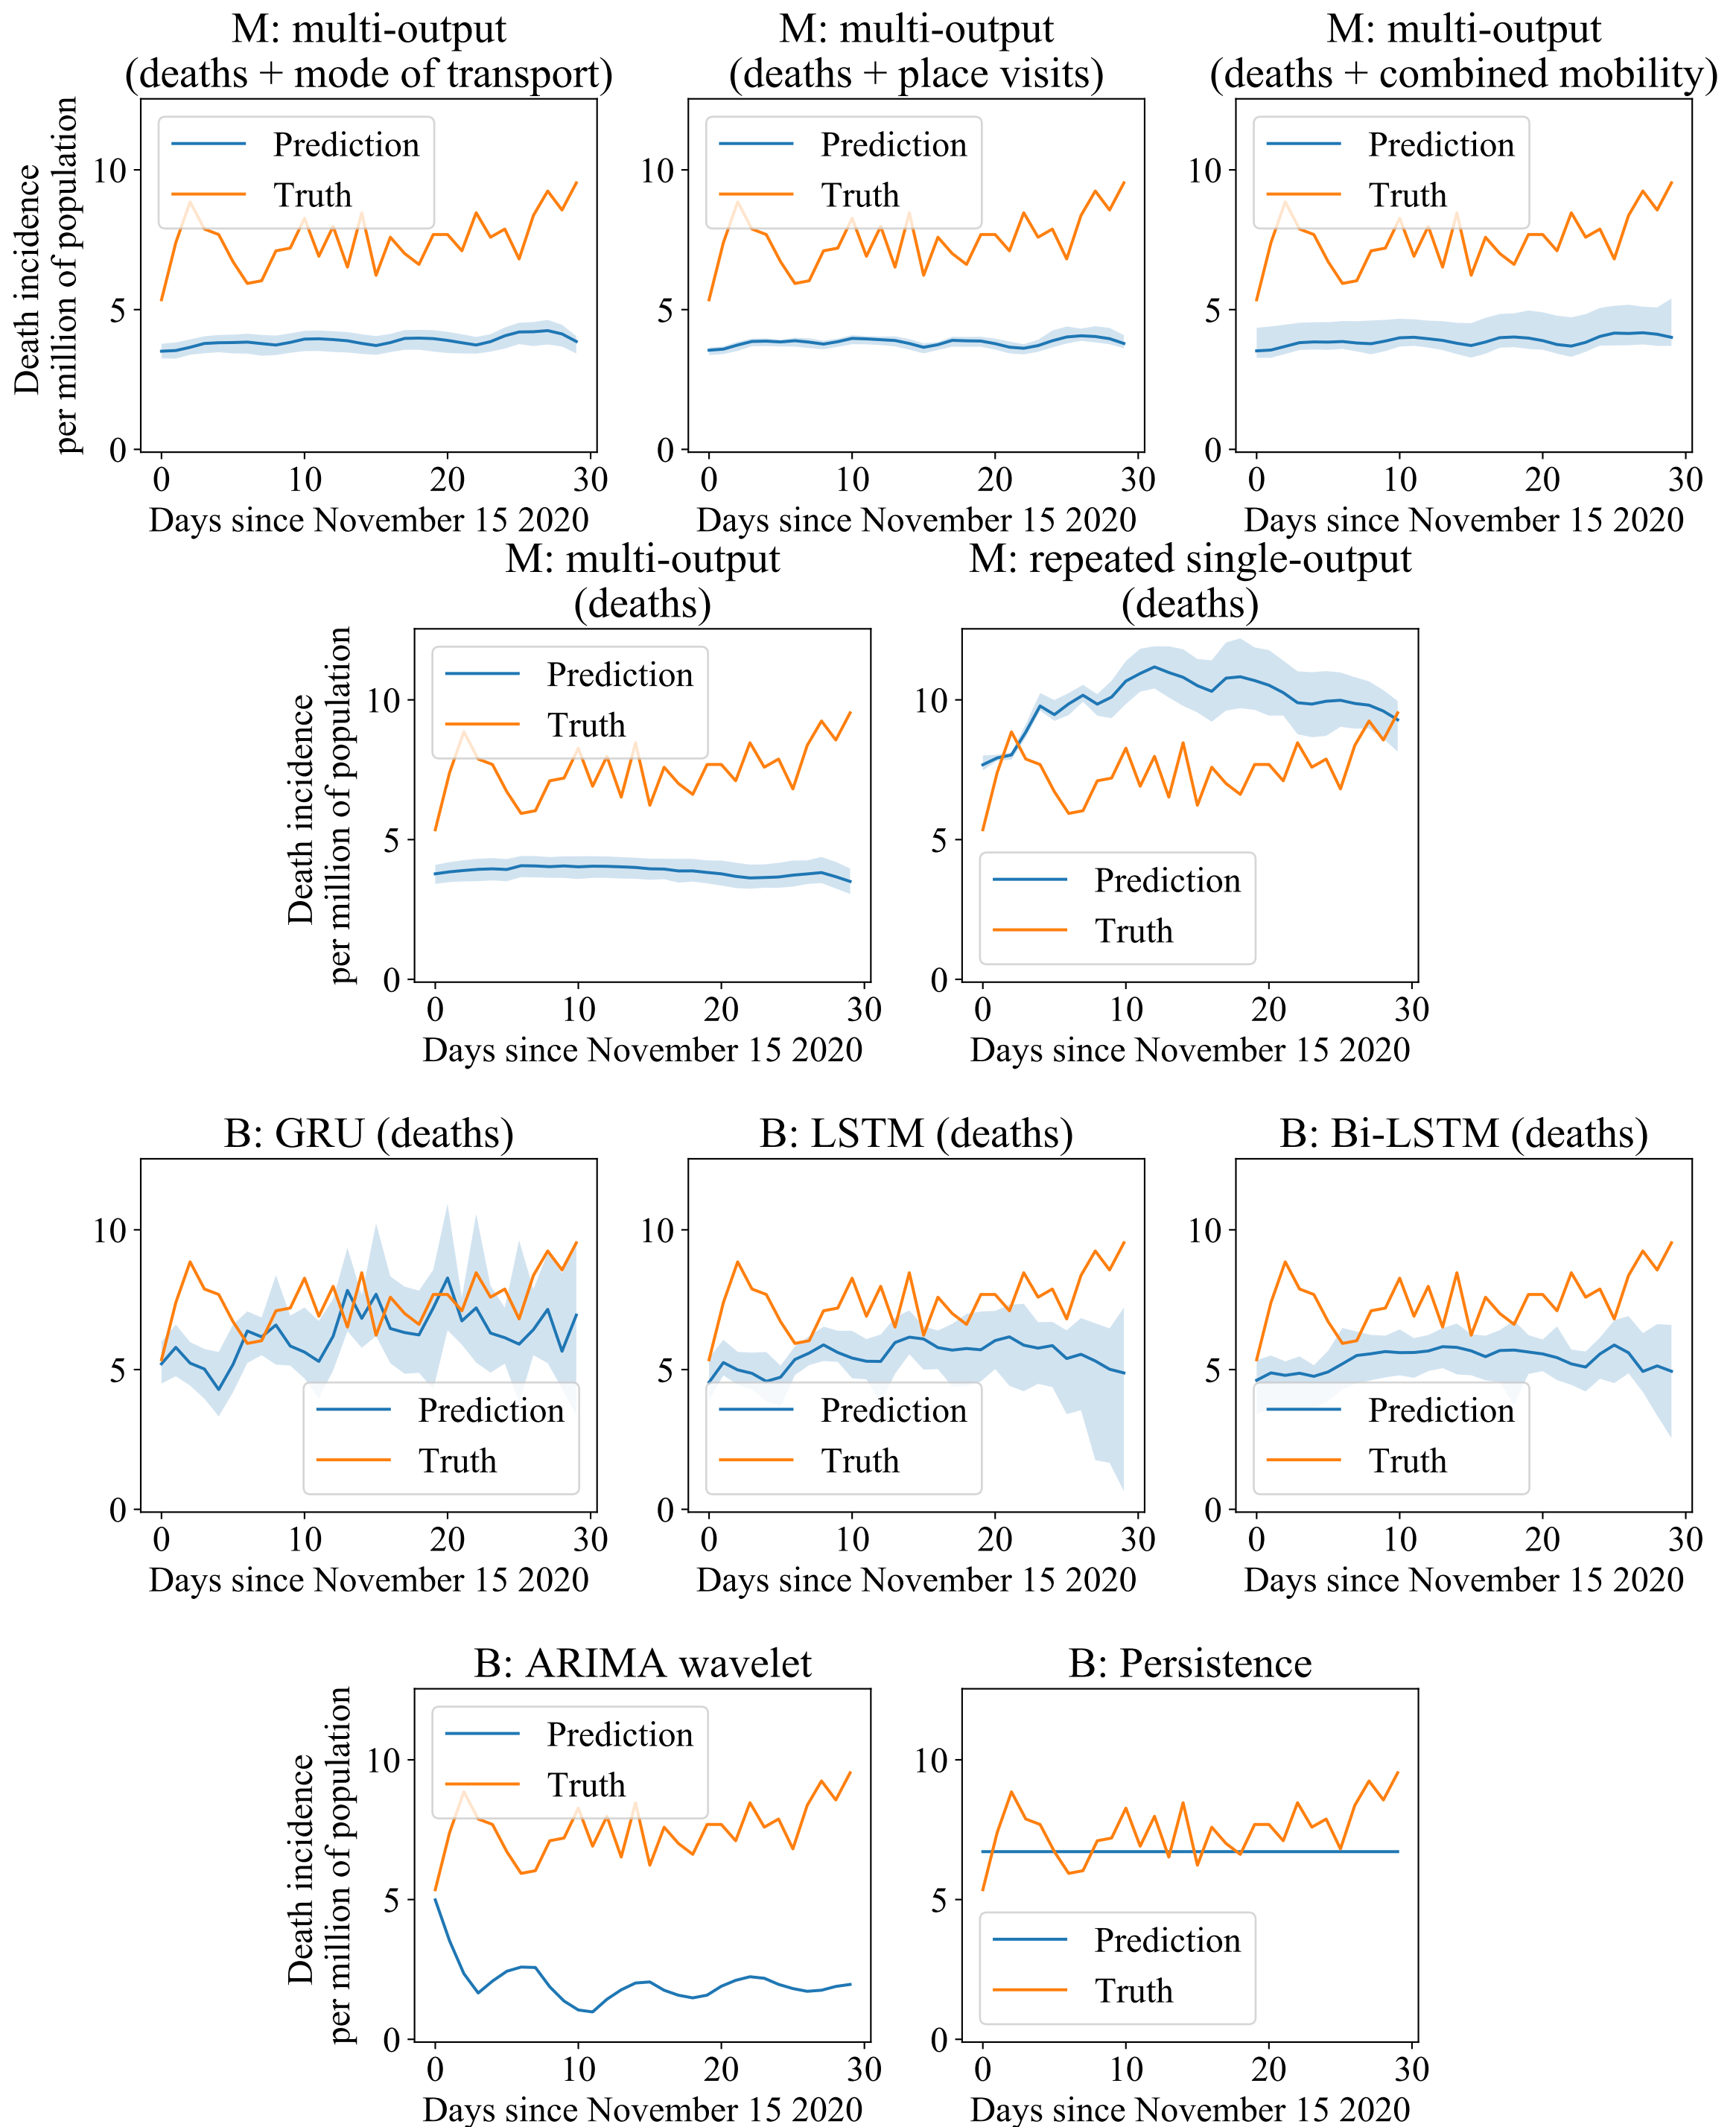 M: multi-output
(deaths + mode of transport)
M: multi-output
(deaths + place visits)
M: multi-output
(deaths + combined mobility)
Death incidence
per million of population
10
5
0
Prediction
Truth
0 10 20 30
Days since November 15 2020
10
5
0
Prediction
Truth
0 10 20 30
Days since November 15 2020
10
5
0
Prediction
Truth
0 10 20 30
Days since November 15 2020
M: multi-output
(deaths)
M: repeated single-output
(deaths)
Death incidence
per million of population
10
5
0
Prediction
Truth
0 10 20 30
Days since November 15 2020
10
5
0
Prediction
Truth
0 10 20 30
Days since November 15 2020
B: GRU (deaths)
B: LSTM (deaths)
B: Bi-LSTM (deaths)
10
5
0
Prediction
Truth
0 10 20 30
Days since November 15 2020
10
5
0
Prediction
Truth
0 10 20 30
Days since November 15 2020
10
5
0
Prediction
Truth
0 10 20 30
Days since November 15 2020
B: ARIMA wavelet
B: Persistence
Death incidence
per million of population
10
5
0
Prediction
Truth
0 10 20 30
Days since November 15 2020
10
5
0
Prediction
Truth
0 10 20 30
Days since November 15 2020